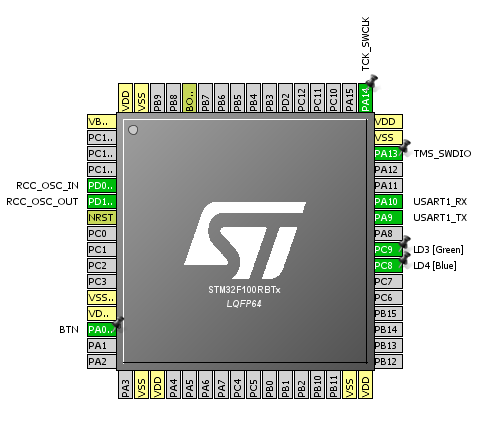 TCK_SWCLK
VDD
VSS
PB9
PB8
BO..
PB7
PB6
PB5
PB4
PB3
PD2
PC12
PC11
PC10
PA15
PA14
VB..
PC1..
PC1..
PC1..
RCC_OSC_IN PD0..
RCC_OSC_OUT PD1..
NRST
PC0
PC1
PC2
PC3
VSS..
VD..
BTN PA0..
PA1
PA2
STM32F100RBTx
LQFP64
VDD
VSS
PA13 TMS_SWDIO
PA12
PA11
PA10 USART1_RX
PA9 USART1_TX
PA8
PC9 LD3 [Green]
PC8 LD4 [Blue]
PC7
PC6
PB15
PB14
PB13
PB12
PA3
VSS
VDD
PA4
PA5
PA6
PA7
PC4
PC5
PB0
PB1
PB2
PB10
PB11
VSS
VDD